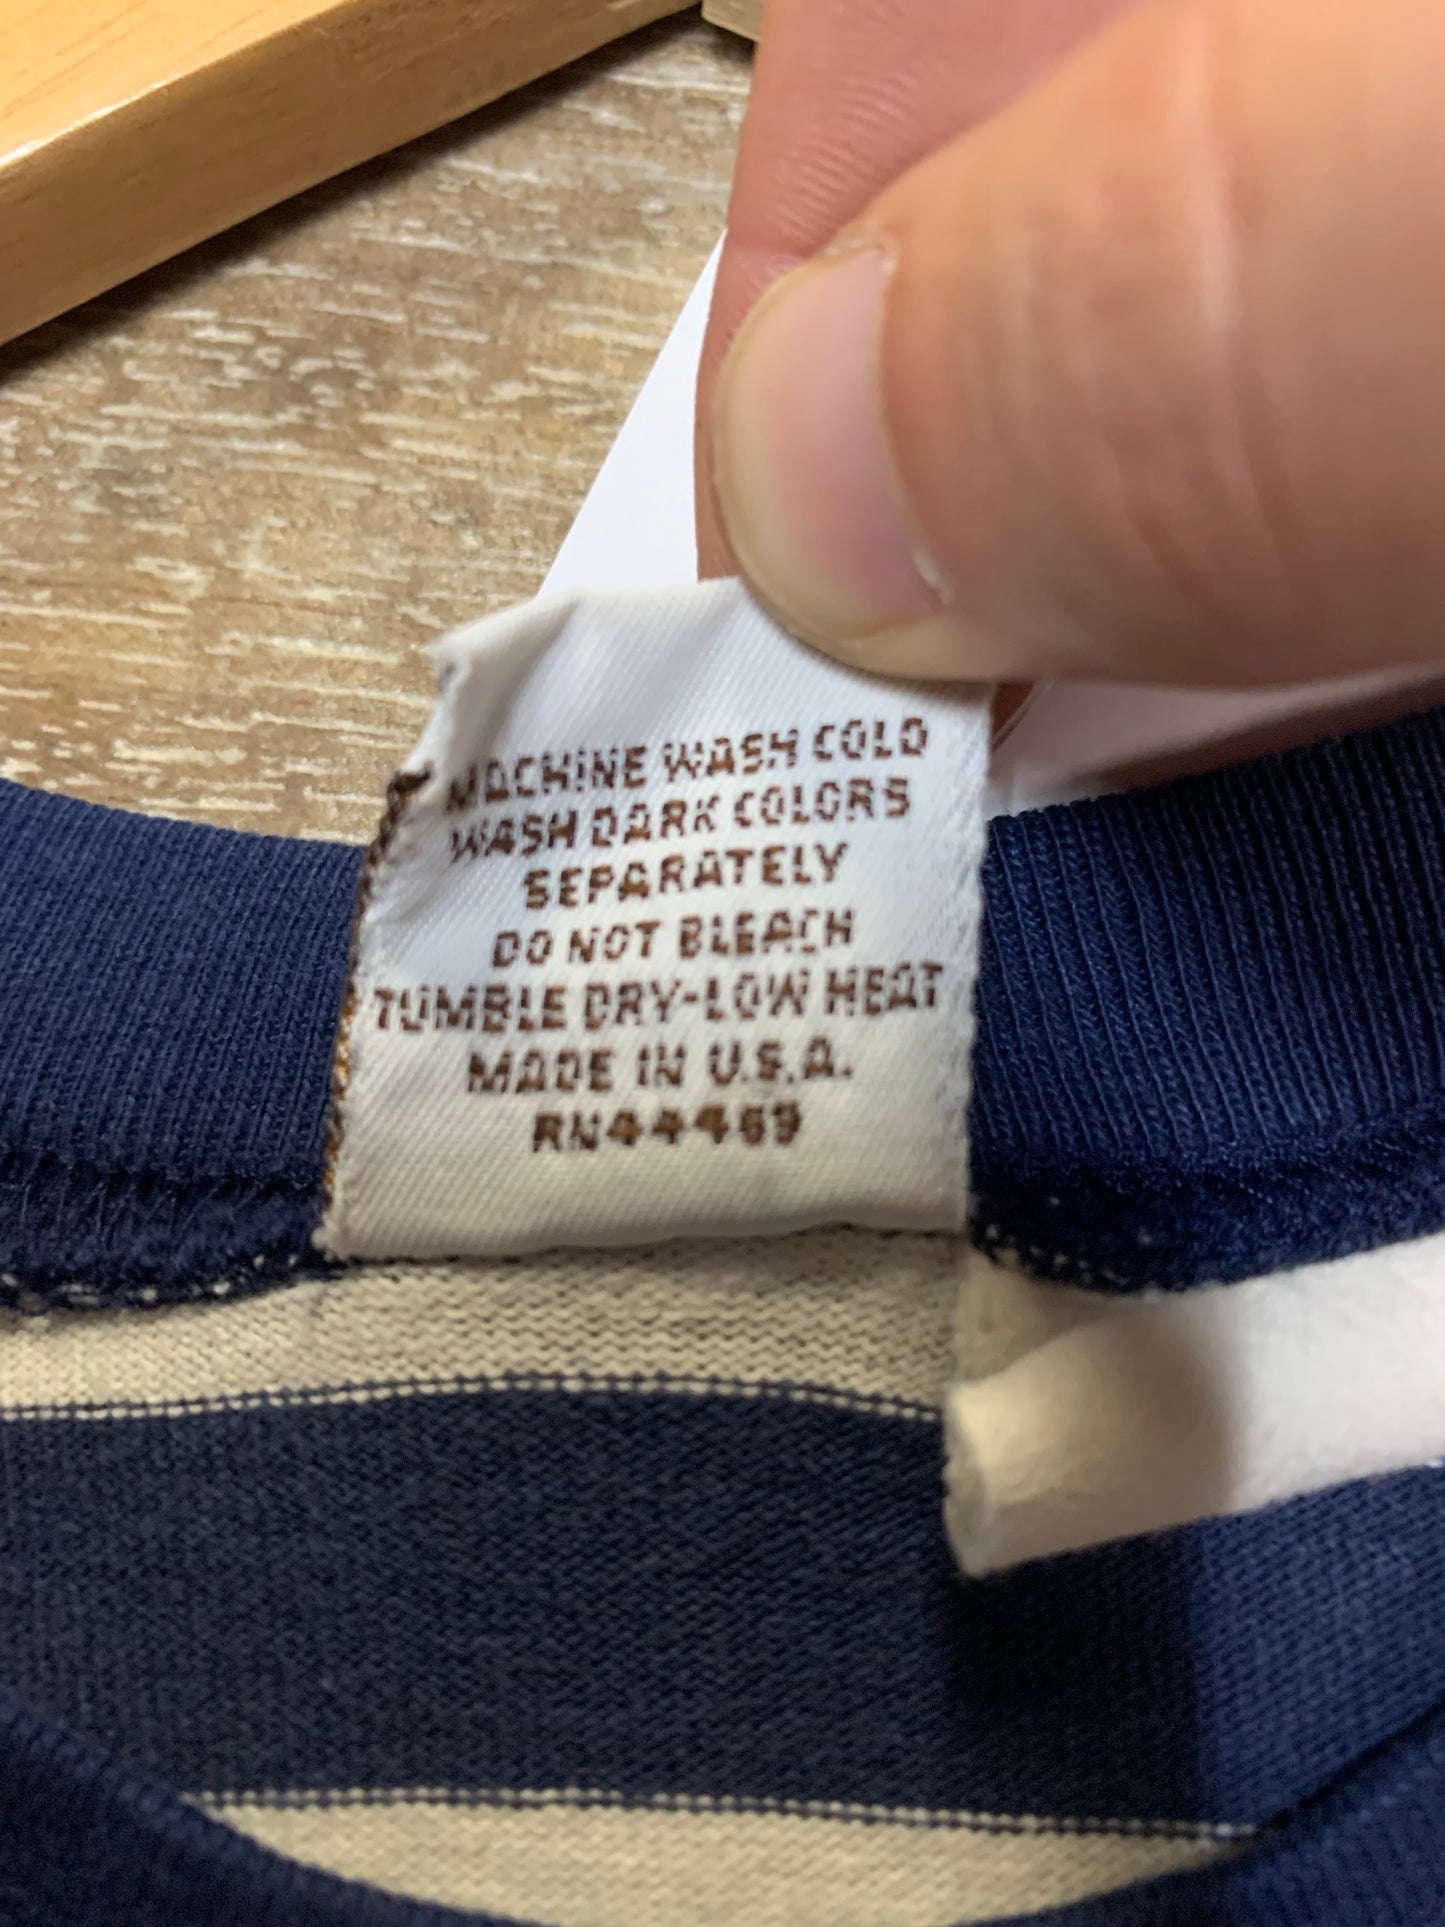 MACHINE WASH COLD
WASH DARK COLORS
SEPARATELY
DO NOT BLEACH
TUMBLE DRY-LOW HEAT
MADE IN U.S.A.
RN44469